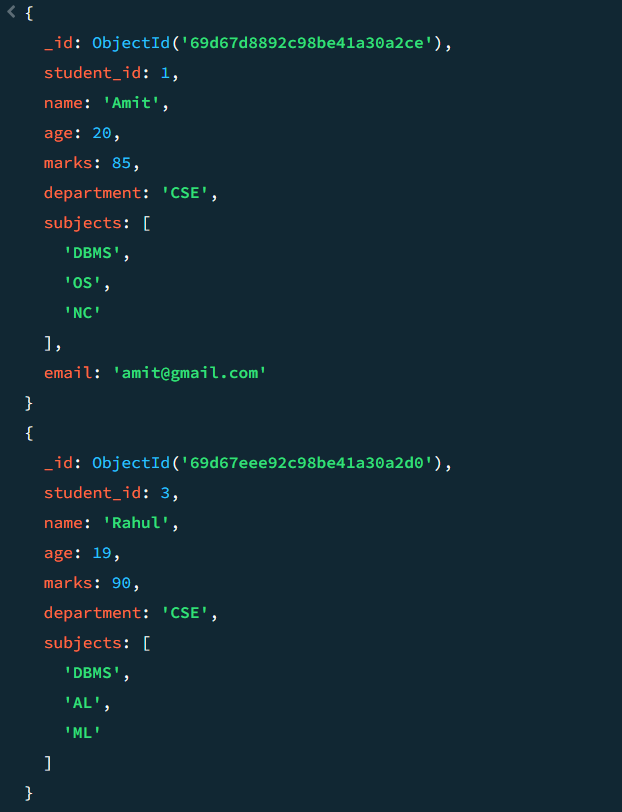 {
_id: ObjectId('69d67d8892c98be41a30a2ce'),
student_id: 1,
name: 'Amit',
age: 20,
marks: 85,
department: 'CSE',
subjects: [
'DBMS',
'OS',
'NC'
],
email: 'amit@gmail.com'
}
{
_id: ObjectId('69d67eee92c98be41a30a2d0'),
student_id: 3,
name: 'Rahul',
age: 19,
marks: 90,
department: 'CSE',
subjects: [
'DBMS',
'AL',
'ML'
]
}